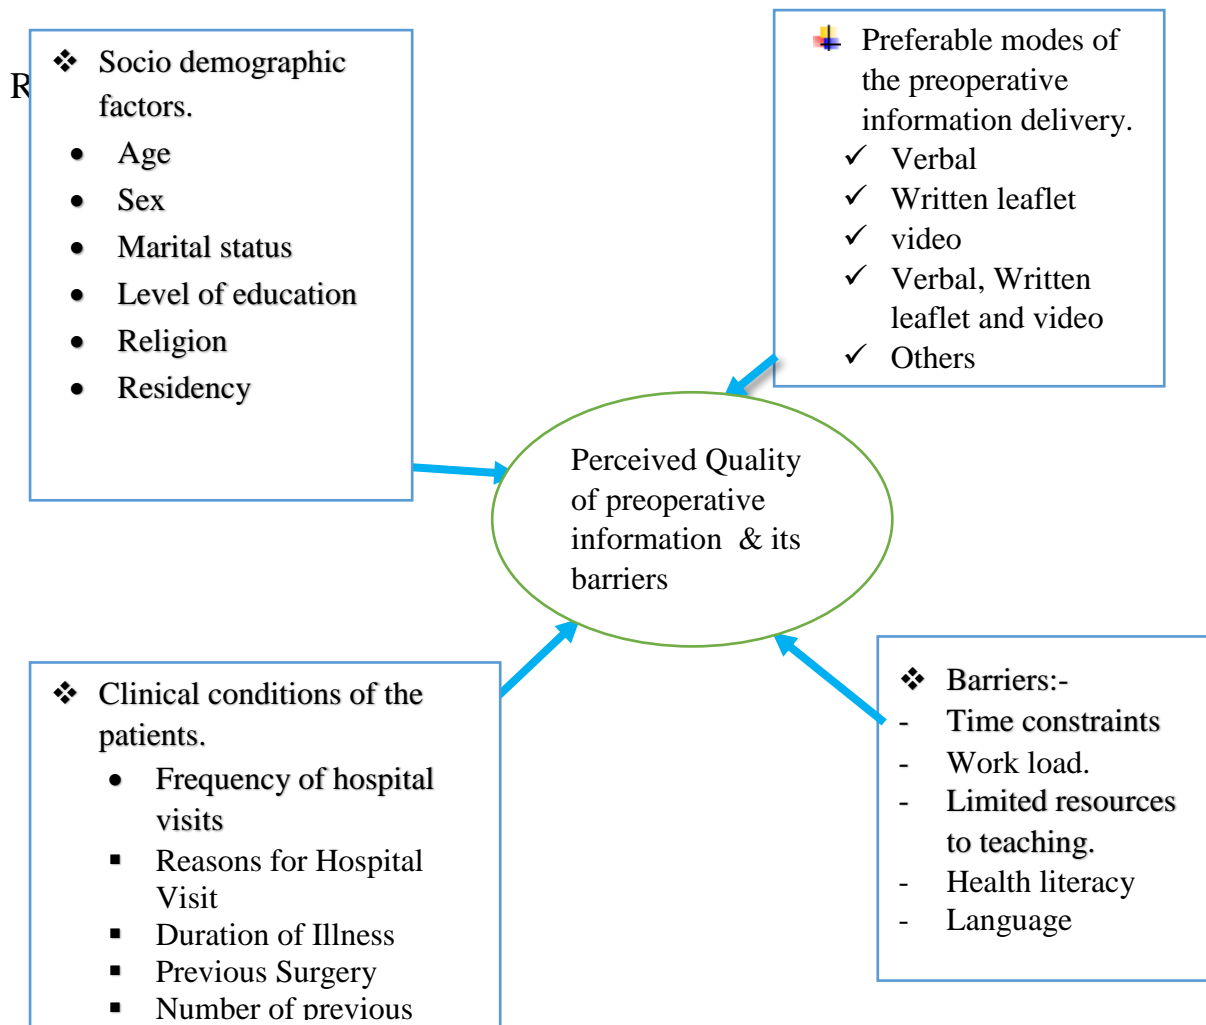 R
❖ Socio demographic
factors.
• Age
• Sex
• Marital status
• Level of education
• Religion
• Residency
Preferable modes of
the preoperative
information delivery.
✓ Verbal
✓ Written leaflet
✓ video
✓ Verbal, Written
leaflet and video
✓ Others
Perceived Quality
of preoperative
information & its
barriers
❖ Clinical conditions of the
patients.
• Frequency of hospital
visits
▪ Reasons for Hospital
Visit
▪ Duration of Illness
▪ Previous Surgery
▪ Number of previous
❖ Barriers:-
- Time constraints
- Work load.
- Limited resources
to teaching.
- Health literacy
- Language